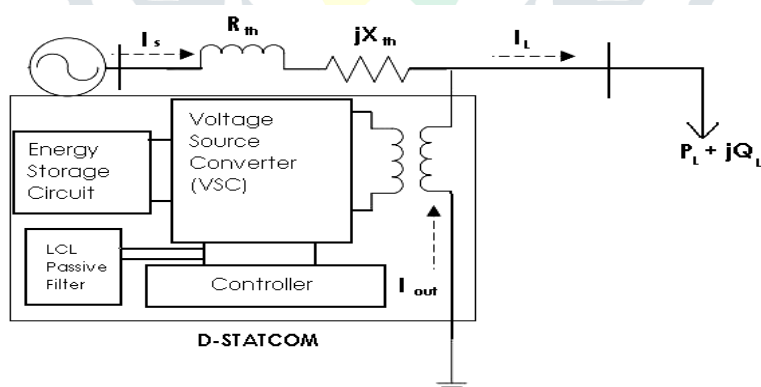 I s
R th
jX th
I L
Voltage
Source
Converter
(VSC)
Energy
Storage
Circuit
P L + jQ L
LCL
Passive
Filter
Controller
I out
D-STATCOM